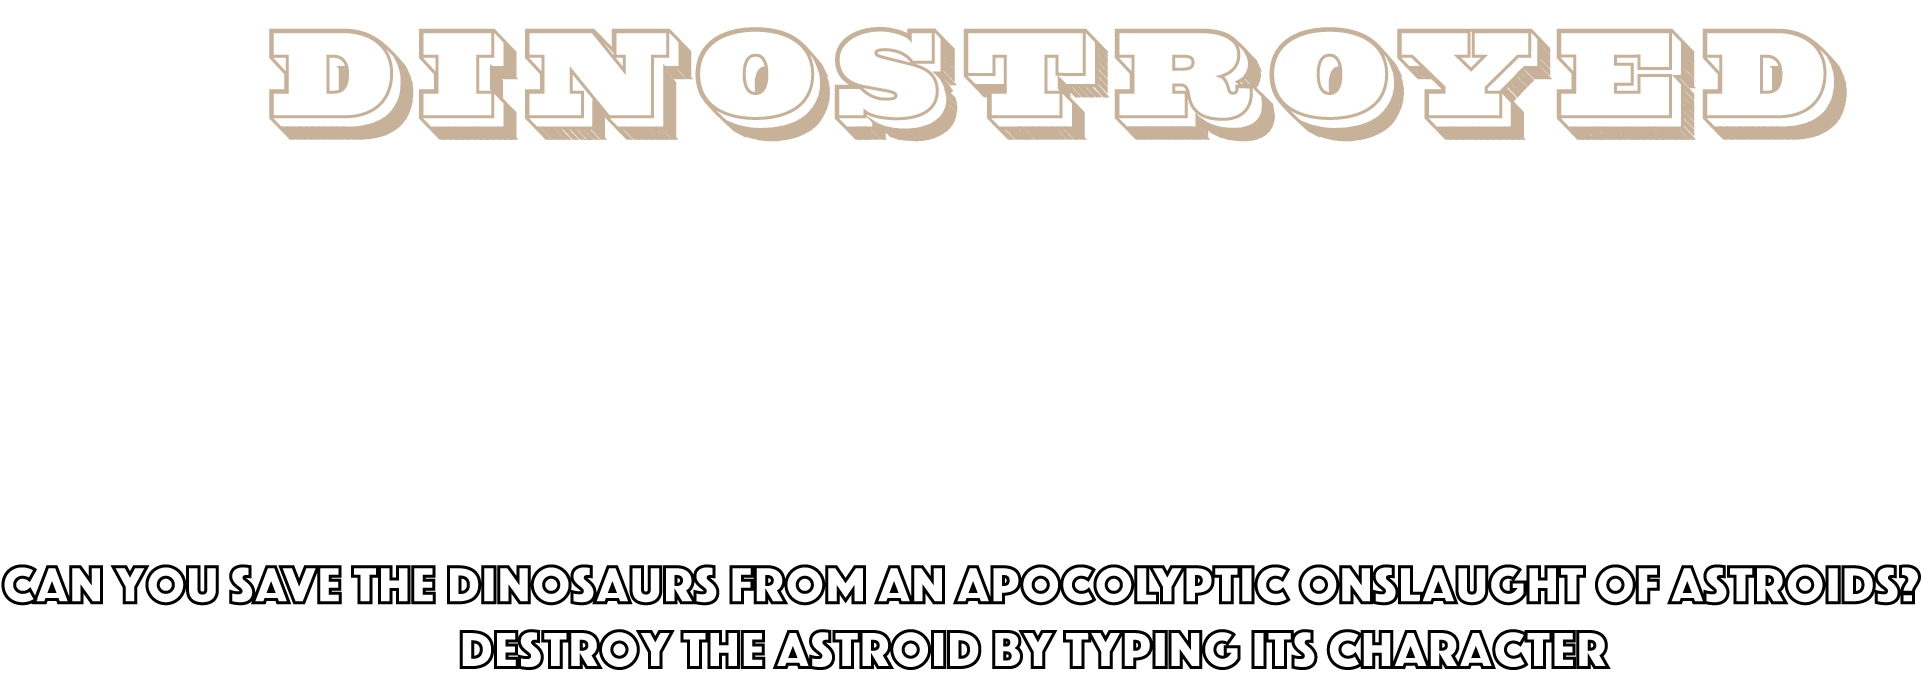 DINOSTROYED
CAN YOU SAVE THE DINOSAURS FROM AN APOCOLYPTIC ONSLAUGHT OF ASTROIDS?
DESTROY THE ASTROID BY TYPING ITS CHARACTER